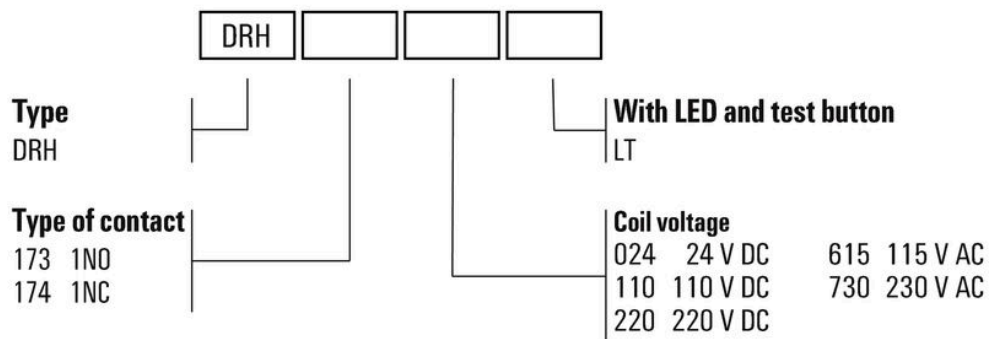 DRH
Type
DRH
With LED and test button
LT
Type of contact
173 1NO
174 1NC
Coil voltage
024 24 V DC 615 115 V AC
110 110 V DC 730 230 V AC
220 220 V DC